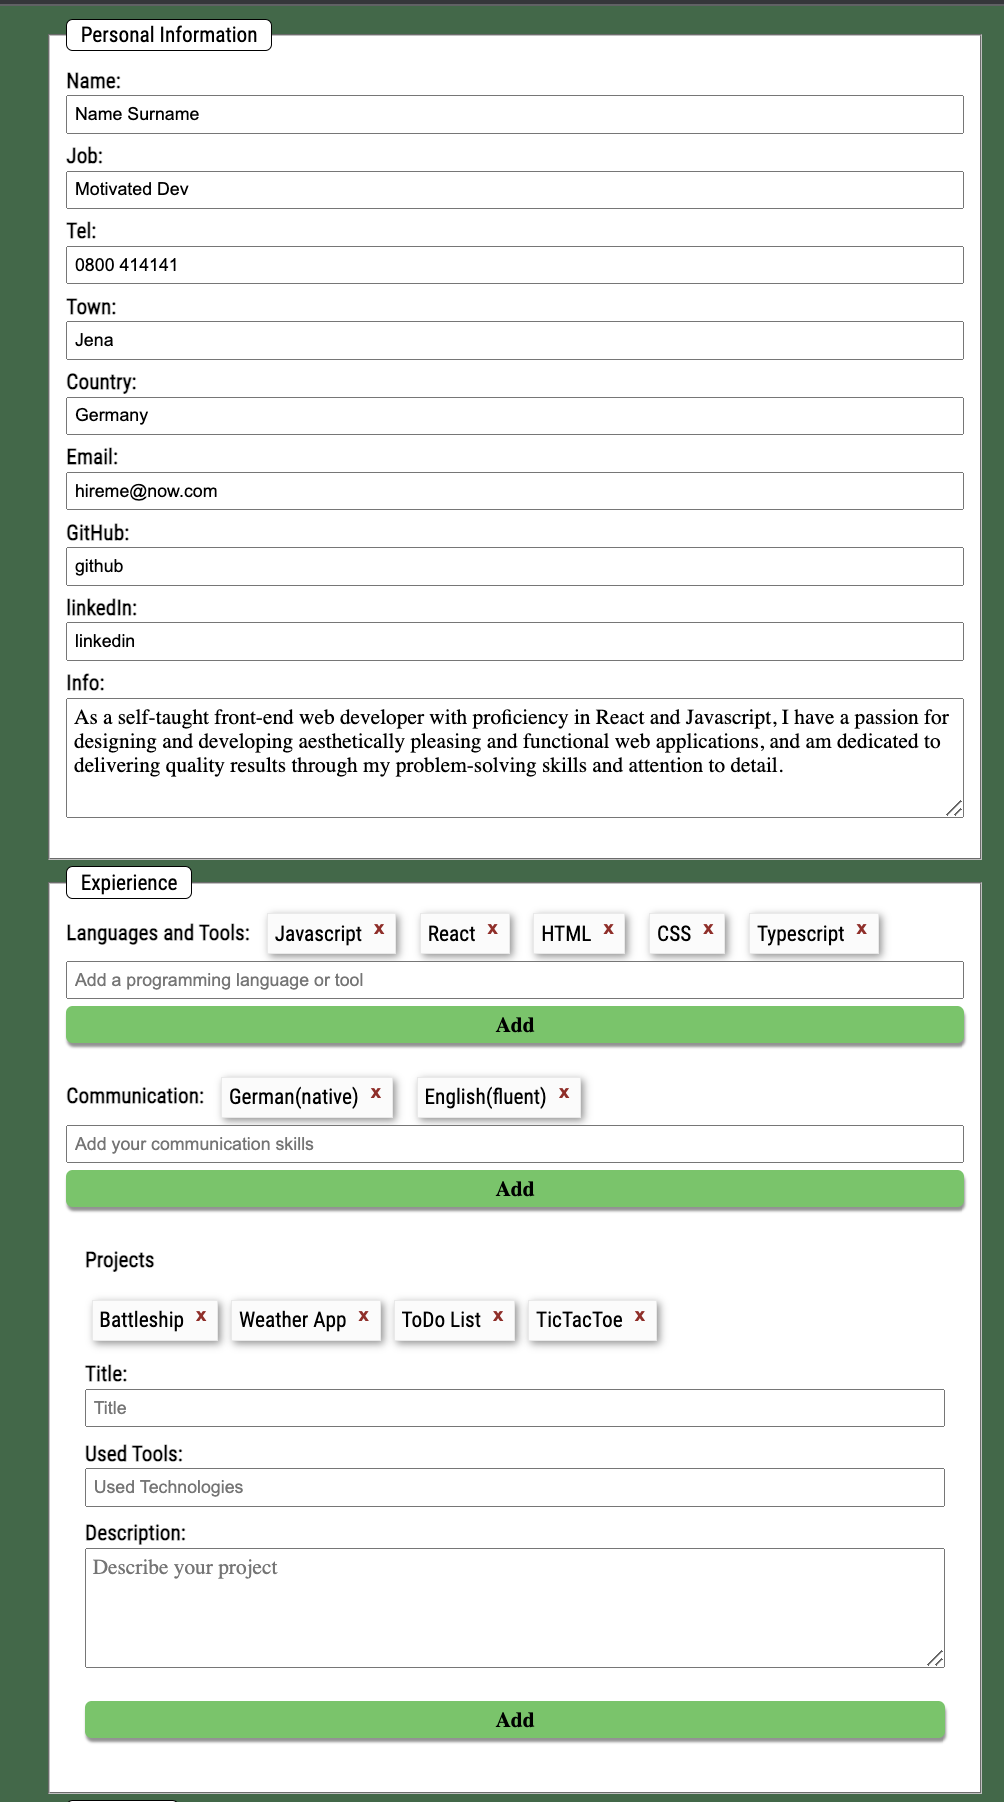 Personal Information
Name:
Name Surname
Job:
Motivated Dev
Tel:
0800 414141
Town:
Jena
Country:
Germany
Email:
hireme@now.com
GitHub:
github
linkedIn:
linkedin
Info:
As a self-taught front-end web developer with proficiency in React and Javascript, I have a passion for
designing and developing aesthetically pleasing and functional web applications, and am dedicated to
delivering quality results through my problem-solving skills and attention to detail.
Expierience
Languages and Tools: Javascript x React x HTML x CSS x Typescript x
Add a programming language or tool
Add
Communication: German(native) x English(fluent) x
Add your communication skills
Add
Projects
Battleship x Weather App x ToDo List x TicTacToe x
Title:
Title
Used Tools:
Used Technologies
Description:
Describe your project
Add